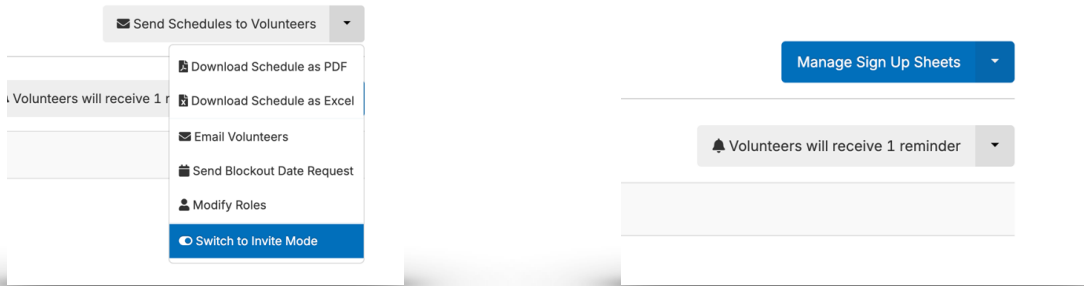 Send Schedules to Volunteers
Download Schedule as PDF
Volunteers will receive 1 r
Download Schedule as Excel
Email Volunteers
Send Blockout Date Request
Modify Roles
Switch to Invite Mode
Manage Sign Up Sheets
Volunteers will receive 1 reminder